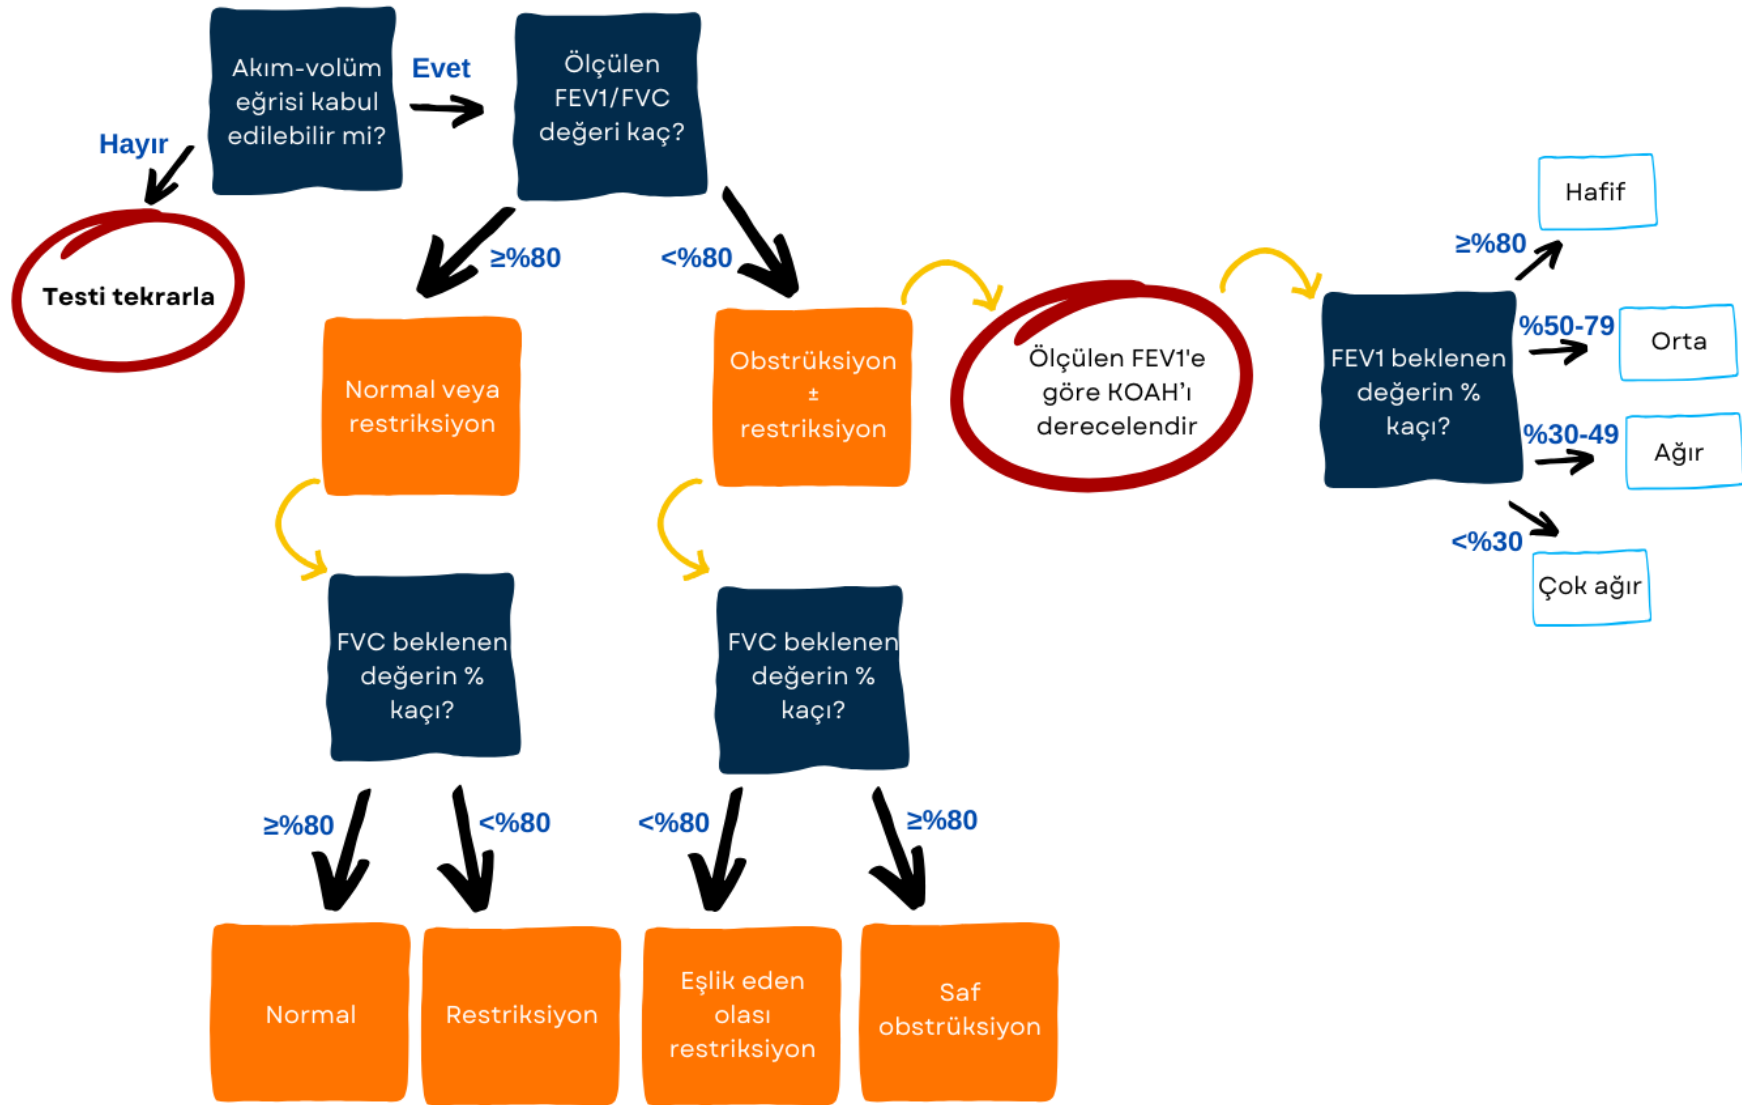 Akım-volüm
eğrisi kabul
edilebilir mi?
Evet
Ölçülen
FEV1/FVC
değeri kaç?
Hayır
Testi tekrarla
≥%80
<%80
Normal veya
restriksiyon
Obstrüksiyon
±
restriksiyon
Ölçülen FEV1'e
göre KOAH’ı
derecelendir
FEV1 beklenen
değerin %
kaçı?
≥%80
Hafif
%50-79
Orta
%30-49
Ağır
<%30
Çok ağır
FVC beklenen
değerin %
kaçı?
FVC beklenen
değerin %
kaçı?
≥%80
<%80
<%80
≥%80
Normal
Restriksiyon
Eşlik eden
olası
restriksiyon
Saf
obstrüksiyon